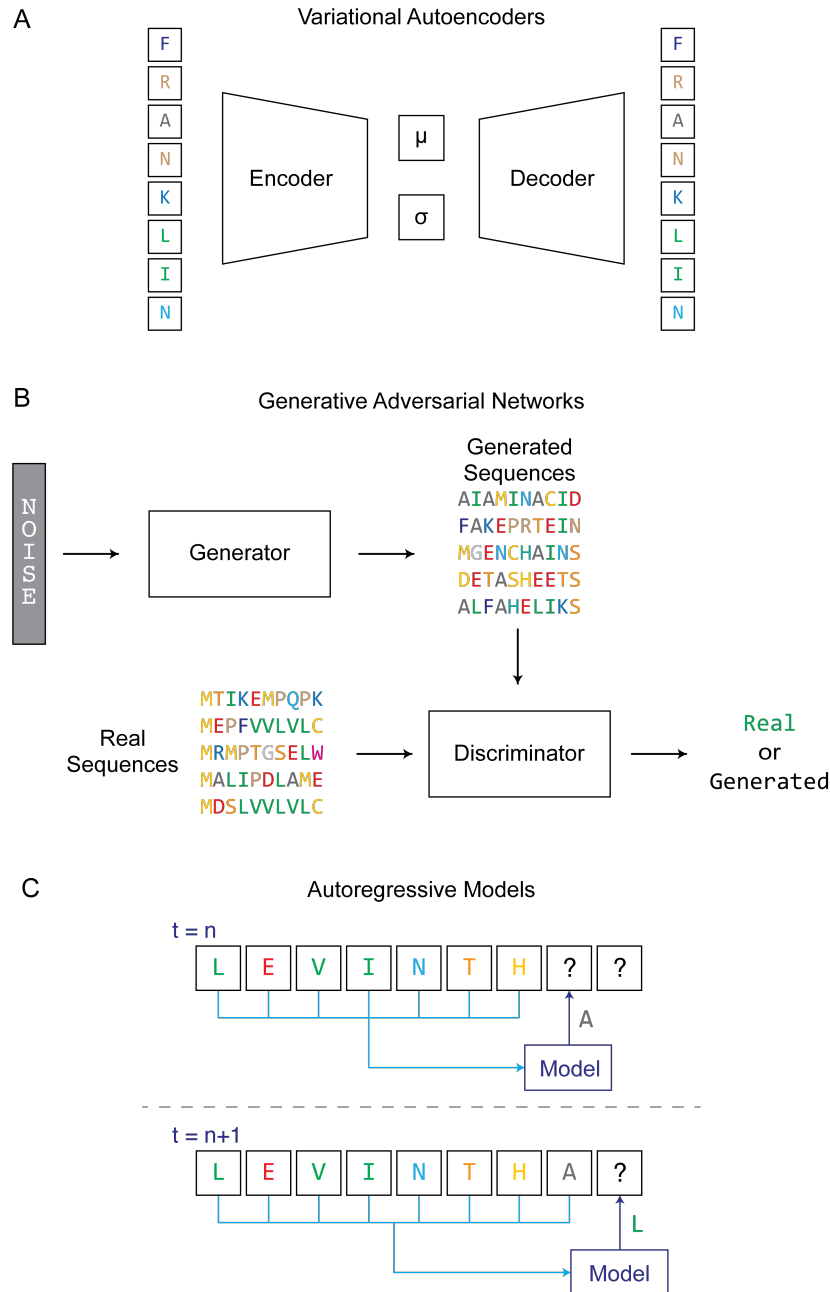 A
Variational Autoencoders
F
R
A
N
K
L
I
N
Encoder
μ
σ
Decoder
F
R
A
N
K
L
I
N
B
Generative Adversarial Networks
NOISE
Generator
Generated
Sequences
AIAMINACID
FAKEPRTEIN
MGENCHAINS
DETASHEETS
ALFAHELIKS
Real
Sequences
MTIKEMPQPK
MEPFVVLVLC
MRMPTGSELW
MALIPDLAME
MDSLVVLVLC
Discriminator
Real
or
Generated
C
Autoregressive Models
t = n
L E V I N T H ? ?
A
Model
t = n+1
L E V I N T H A ?
L
Model